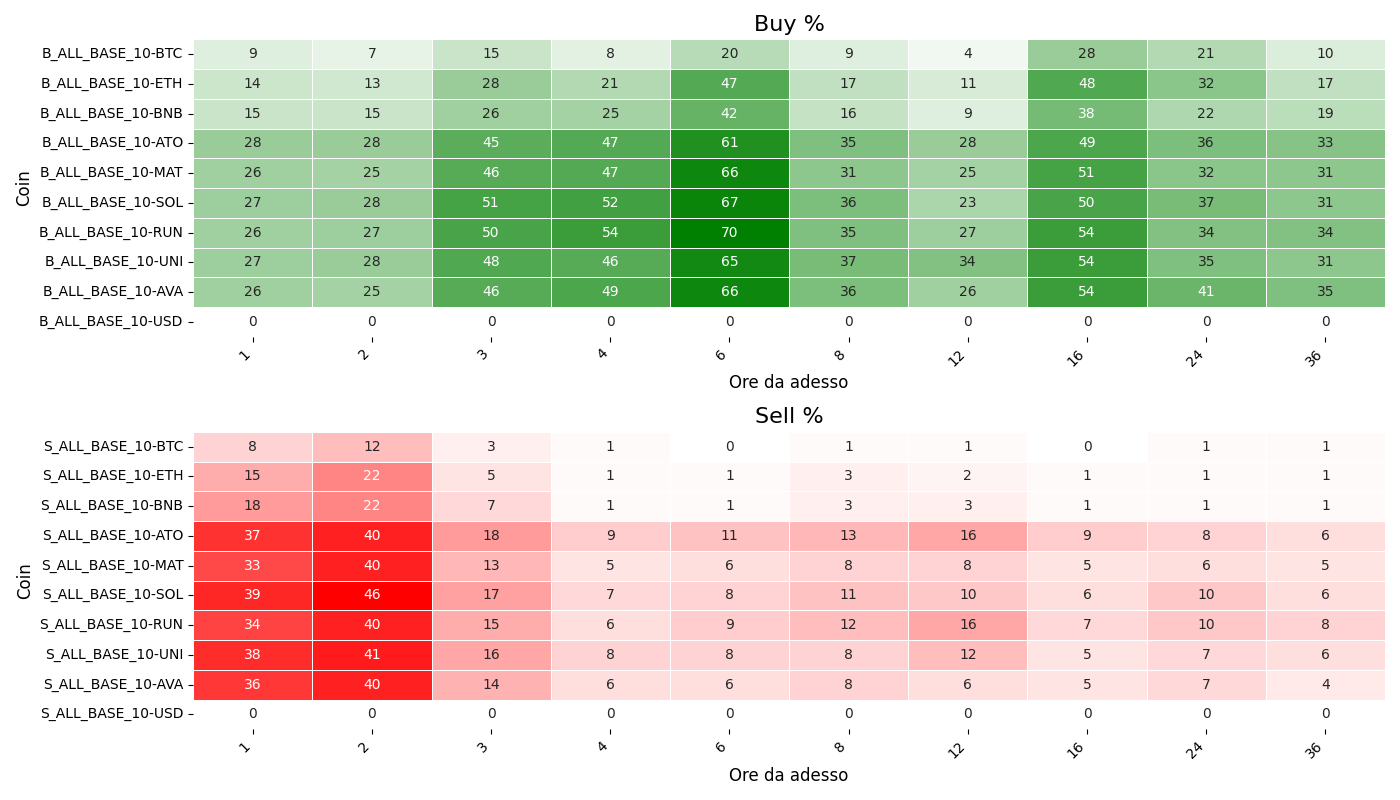 Buy %
Coin
B_ALL_BASE_10-BTC 9 7 15 8 20 9 4 28 21 10
B_ALL_BASE_10-ETH 14 13 28 21 47 17 11 48 32 17
B_ALL_BASE_10-BNB 15 15 26 25 42 16 9 38 22 19
B_ALL_BASE_10-ATO 28 28 45 47 61 35 28 49 36 33
B_ALL_BASE_10-MAT 26 25 46 47 66 31 25 51 32 31
B_ALL_BASE_10-SOL 27 28 51 52 67 36 23 50 37 31
B_ALL_BASE_10-RUN 26 27 50 54 70 35 27 54 34 34
B_ALL_BASE_10-UNI 27 28 48 46 65 37 34 54 35 31
B_ALL_BASE_10-AVA 26 25 46 49 66 36 26 54 41 35
B_ALL_BASE_10-USD 0 0 0 0 0 0 0 0 0 0
1 2 3 4 6 8 12 16 24 36
Ore da adesso
Sell %
Coin
S_ALL_BASE_10-BTC 8 12 3 1 0 1 1 0 1 1
S_ALL_BASE_10-ETH 15 22 5 1 1 3 2 1 1 1
S_ALL_BASE_10-BNB 18 22 7 1 1 3 3 1 1 1
S_ALL_BASE_10-ATO 37 40 18 9 11 13 16 9 8 6
S_ALL_BASE_10-MAT 33 40 13 5 6 8 8 5 6 5
S_ALL_BASE_10-SOL 39 46 17 7 8 11 10 6 10 6
S_ALL_BASE_10-RUN 34 40 15 6 9 12 16 7 10 8
S_ALL_BASE_10-UNI 38 41 16 8 8 8 12 5 7 6
S_ALL_BASE_10-AVA 36 40 14 6 6 8 6 5 7 4
S_ALL_BASE_10-USD 0 0 0 0 0 0 0 0 0 0
1 2 3 4 6 8 12 16 24 36
Ore da adesso